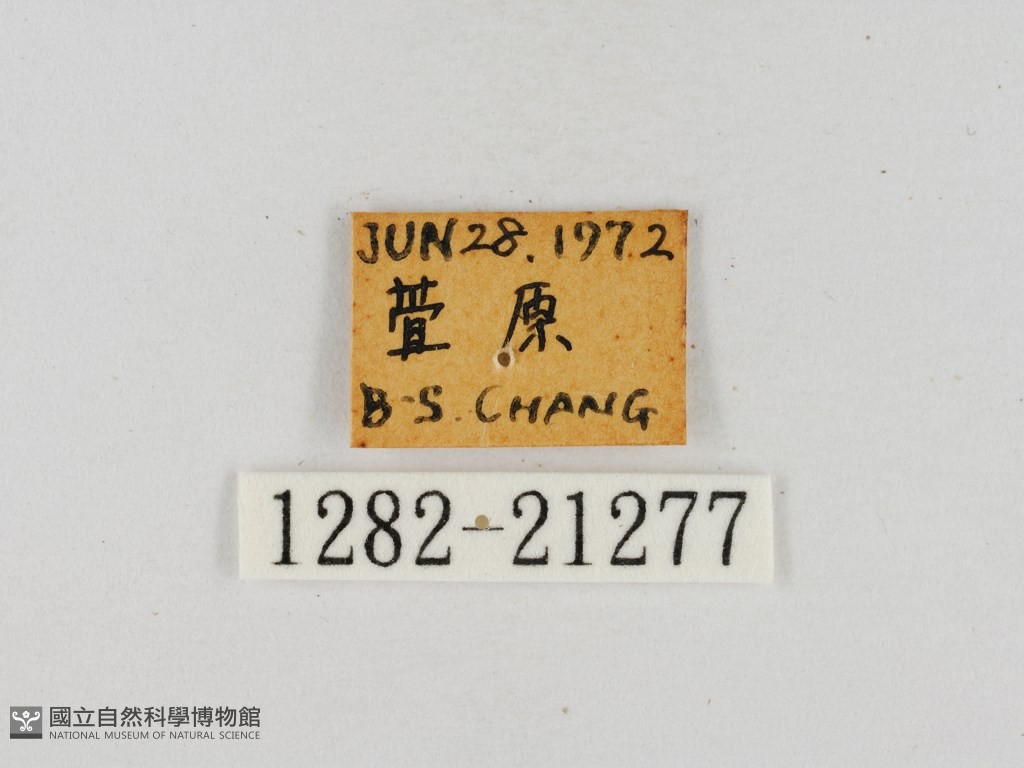 JUN 28. 1972
萱原
B-S. CHANG
1282-21277
國立自然科學博物館
NATIONAL MUSEUM OF NATURAL SCIENCE